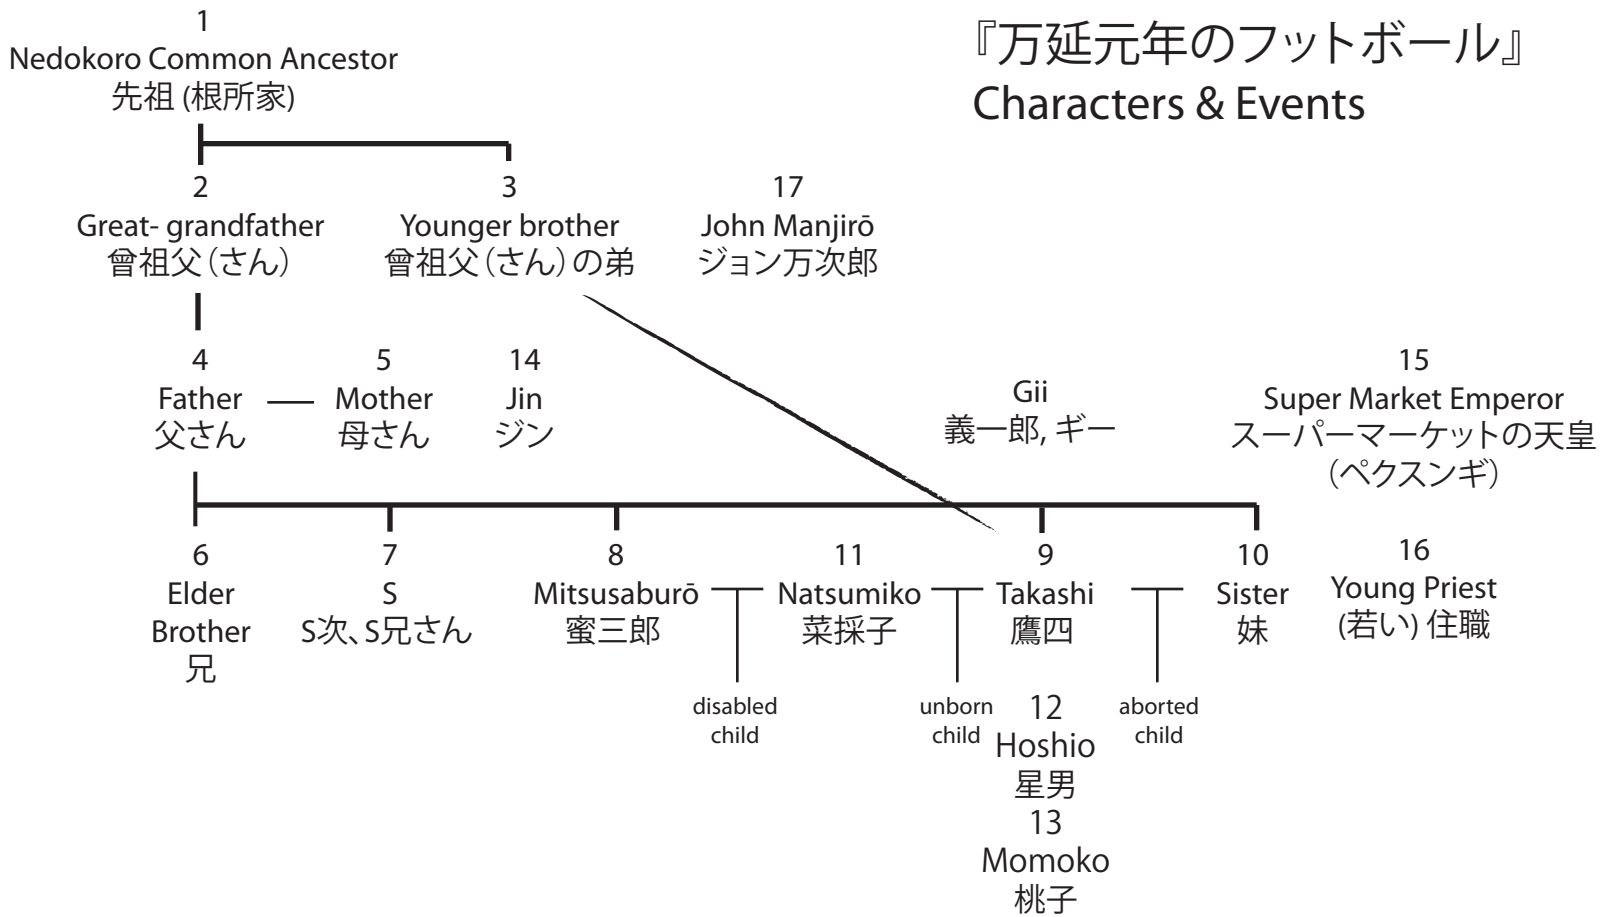 『万延元年のフットボール』
Characters & Events
1
Nedokoro Common Ancestor
先祖 (根所家)
2
Great- grandfather
曾祖父（さん）
3
Younger brother
曾祖父（さん）の弟
17
John Manjirō
ジョン万次郎
4
Father
父さん
5
Mother
母さん
14
Jin
ジン
Gii
義一郎, ギー
15
Super Market Emperor
スーパーマーケットの天皇
（ペクスンギ）
6
Elder
Brother
兄
7
S
S次、S兄さん
8
Mitsusaburō
蜜三郎
11
Natsumiko
菜採子
9
Takashi
鷹四
10
Sister
妹
16
Young Priest
(若い) 住職
disabled
child
unborn
child
aborted
child
12
Hoshio
星男
13
Momoko
桃子